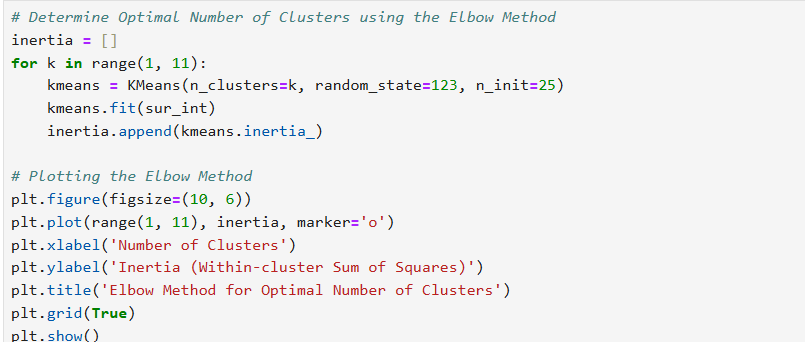 # Determine Optimal Number of Clusters using the Elbow Method
inertia = []
for k in range(1, 11):
    kmeans = KMeans(n_clusters=k, random_state=123, n_init=25)
    kmeans.fit(sur_int)
    inertia.append(kmeans.inertia_)

# Plotting the Elbow Method
plt.figure(figsize=(10, 6))
plt.plot(range(1, 11), inertia, marker='o')
plt.xlabel('Number of Clusters')
plt.ylabel('Inertia (Within-cluster Sum of Squares)')
plt.title('Elbow Method for Optimal Number of Clusters')
plt.grid(True)
plt.show()